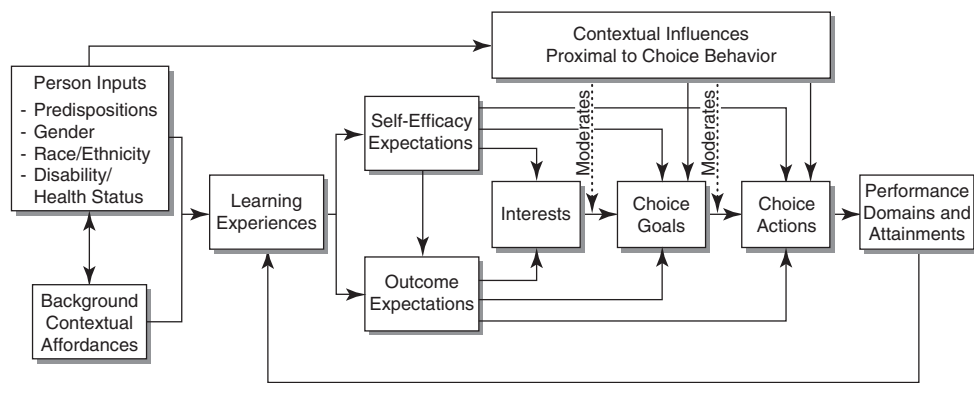 Contextual Influences
Proximal to Choice Behavior
Person Inputs
- Predispositions
- Gender
- Race/Ethnicity
- Disability/
Health Status
Self-Efficacy
Expectations
Moderates
Moderates
Learning
Experiences
Interests
Choice
Goals
Choice
Actions
Performance
Domains and
Attainments
Outcome
Expectations
Background
Contextual
Affordances